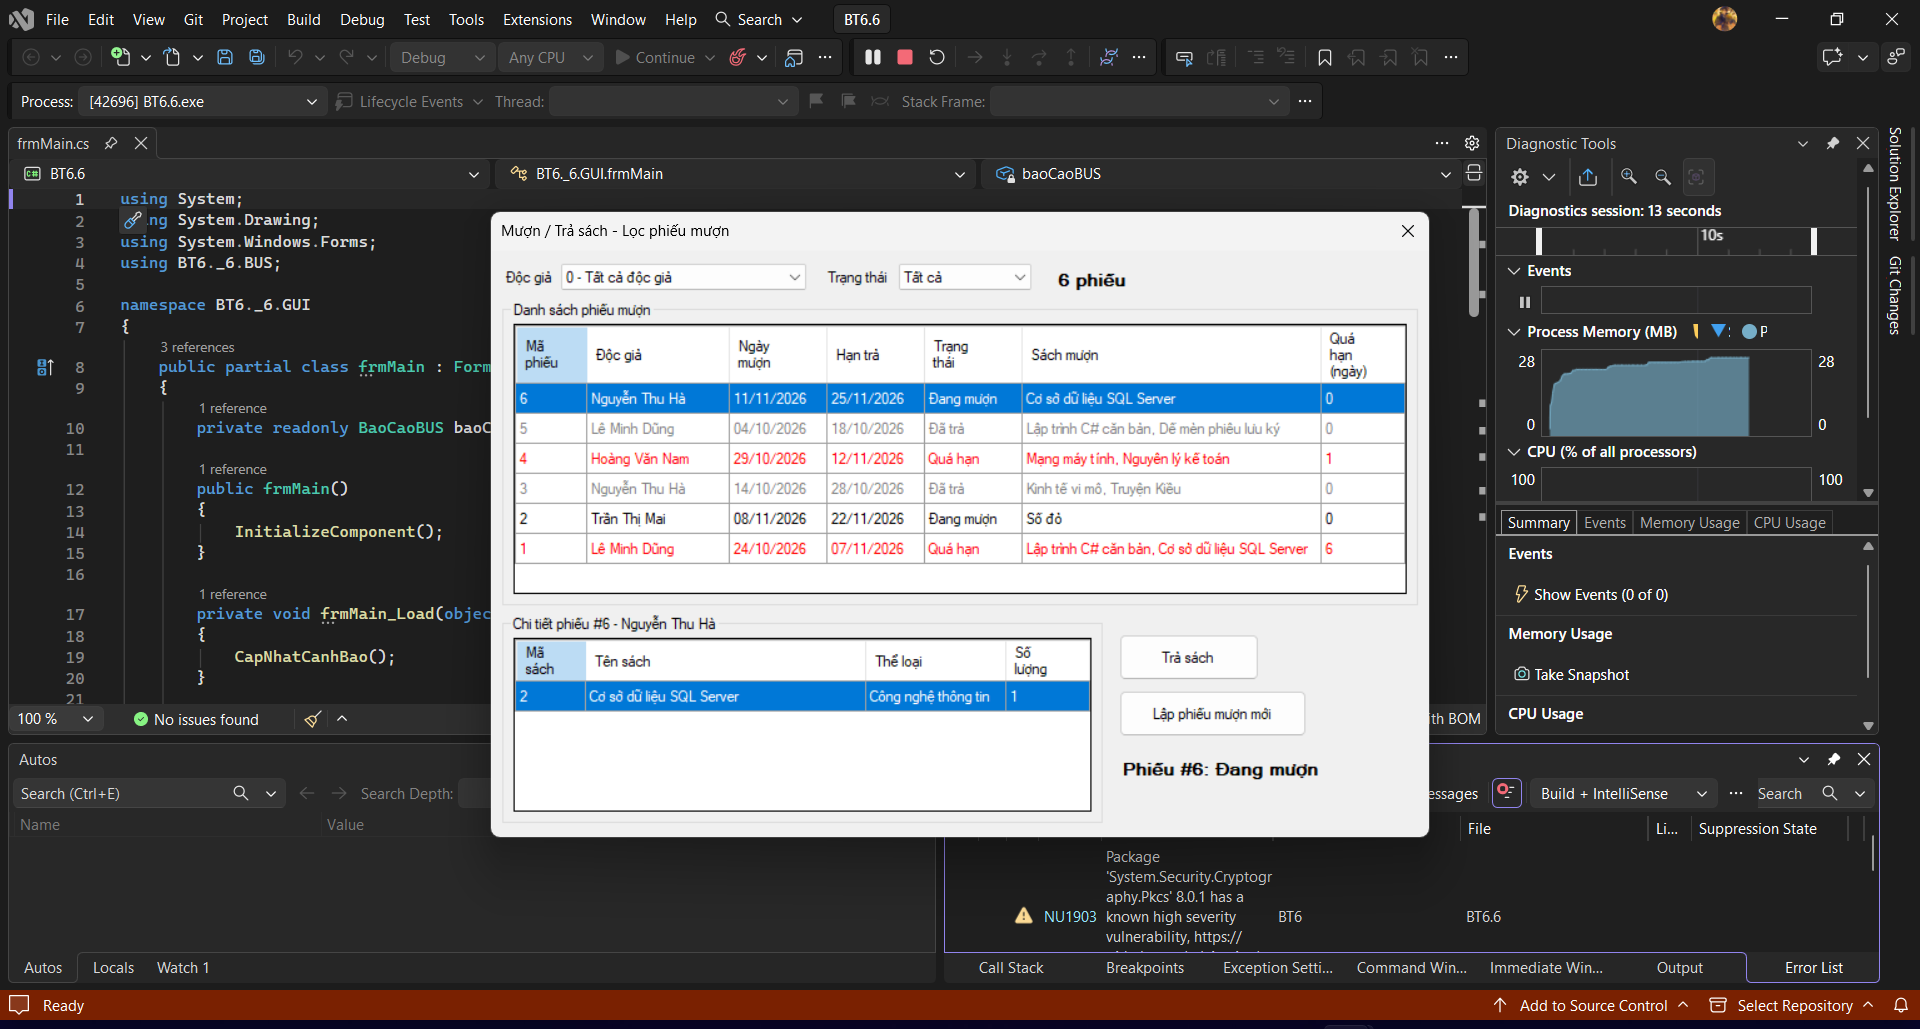 File Edit View Git Project Build Debug Test Tools Extensions Window Help Search BT6.6
Debug Any CPU Continue
Process: [42696] BT6.6.exe Lifecycle Events Thread: Stack Frame:
frmMain.cs
BT6.6 BT6._6.GUI.frmMain baoCaoBUS
1 using System;
2 ng System.Drawing;
3 using System.Windows.Forms;
4 using BT6._6.BUS;
5
6 namespace BT6._6.GUI
7 {
3 references
8 public partial class frmMain : Form
9 {
1 reference
10 private readonly BaoCaoBUS baoC
11
1 reference
12 public frmMain()
13 {
14 InitializeComponent();
15 }
16
1 reference
17 private void frmMain_Load(objec
18 {
19 CapNhatCanhBao();
20 }
21
100 % No issues found
ith BOM
Mượn / Trả sách - Lọc phiếu mượn
Độc giả 0 - Tất cả độc giả Trạng thái Tất cả 6 phiếu
Danh sách phiếu mượn
Mã phiếu Độc giả Ngày mượn Hạn trả Trạng thái Sách mượn Quá hạn (ngày)
6 Nguyễn Thu Hà 11/11/2026 25/11/2026 Đang mượn Cơ sở dữ liệu SQL Server 0
5 Lê Minh Dũng 04/10/2026 18/10/2026 Đã trả Lập trình C# căn bản, Dế mèn phiêu lưu ký 0
4 Hoàng Văn Nam 29/10/2026 12/11/2026 Quá hạn Mạng máy tính, Nguyên lý kế toán 1
3 Nguyễn Thu Hà 14/10/2026 28/10/2026 Đã trả Kinh tế vi mô, Truyện Kiều 0
2 Trần Thị Mai 08/11/2026 22/11/2026 Đang mượn Số đỏ 0
1 Lê Minh Dũng 24/10/2026 07/11/2026 Quá hạn Lập trình C# căn bản, Cơ sở dữ liệu SQL Server 6
Chi tiết phiếu #6 - Nguyễn Thu Hà
Mã sách Tên sách Thể loại Số lượng
2 Cơ sở dữ liệu SQL Server Công nghệ thông tin 1
Trả sách
Lập phiếu mượn mới
Phiếu #6: Đang mượn
Diagnostic Tools
Diagnostics session: 13 seconds
10s
Events
Process Memory (MB) P
28 28
0 0
CPU (% of all processors)
100 100
Summary Events Memory Usage CPU Usage
Events
Show Events (0 of 0)
Memory Usage
Take Snapshot
CPU Usage
Solution Explorer
Git Changes
Autos
Search (Ctrl+E) Search Depth:
Name Value
Autos Locals Watch 1
essages Build + IntelliSense Search
File Li... Suppression State
Package
'System.Security.Cryptogr
aphy.Pkcs' 8.0.1 has a
NU1903 known high severity BT6 BT6.6
vulnerability, https://
Call Stack Breakpoints Exception Setti... Command Win... Immediate Win... Output Error List
Ready Add to Source Control Select Repository